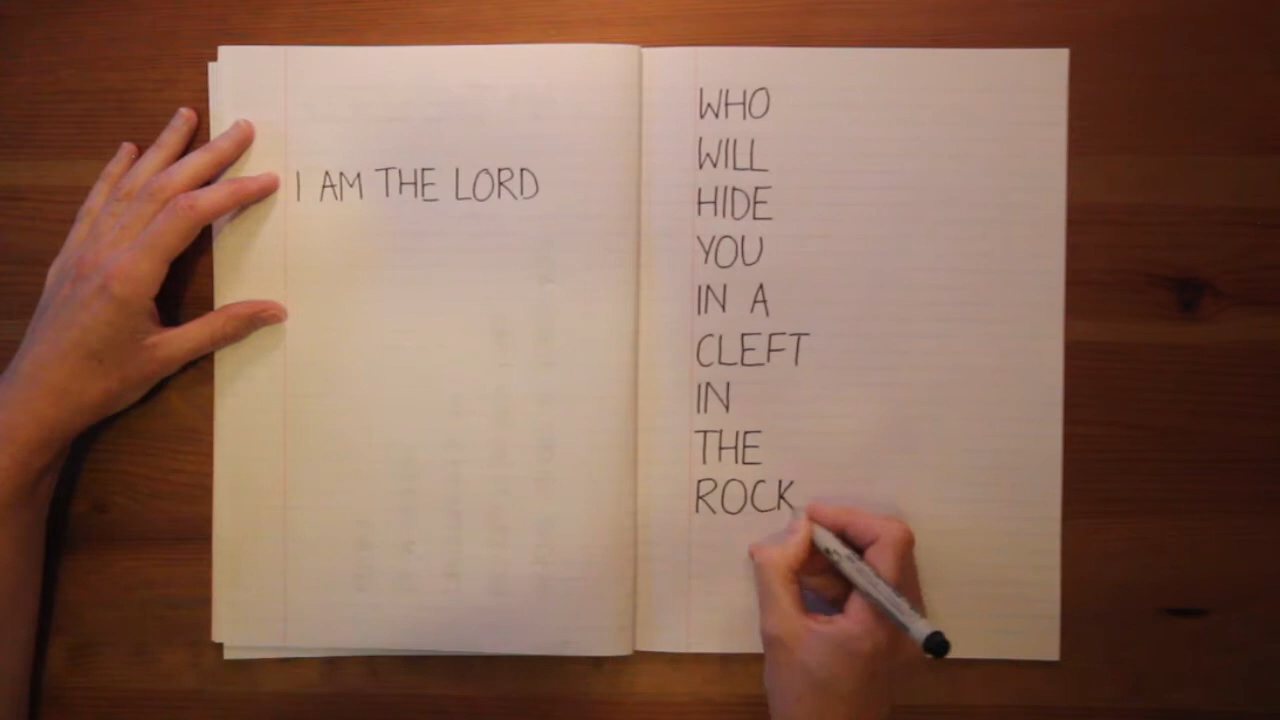 I AM THE LORD
WHO
WILL
HIDE
YOU
IN A
CLEFT
IN
THE
ROCK